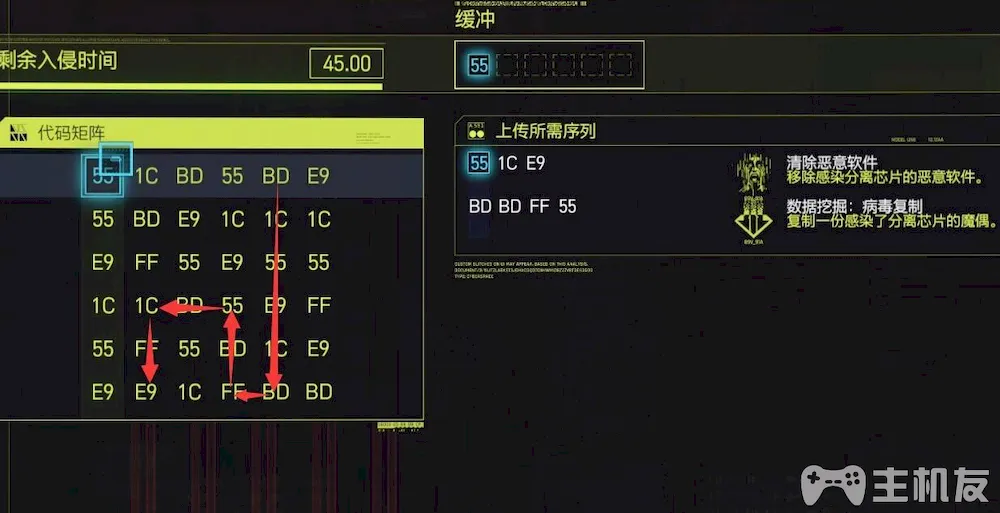 缓冲
剩余入侵时间
45.00
55
代码矩阵
上传所需序列
55 1C BD 55 BD E9
55 BD E9 1C 1C 1C
E9 FF 55 E9 55 55
1C 1C BD 55 E9 FF
55 FF 55 BD 1C E9
E9 E9 1C FF BD BD
55 1C E9
清除恶意软件
移除感染分离芯片的恶意软件。
BD BD FF 55
数据挖掘：病毒复制
复制一份感染了分离芯片的魔偶。
主机友